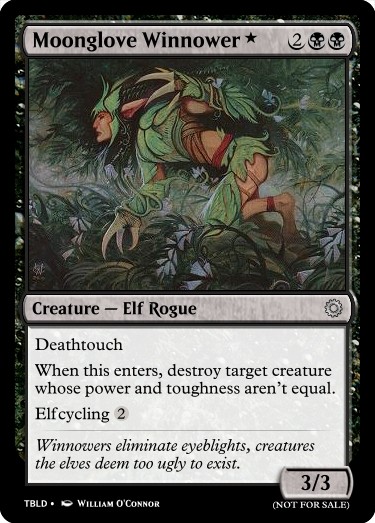 Moonglove Winnower★ 2
Creature — Elf Rogue
Deathtouch
When this enters, destroy target creature
whose power and toughness aren't equal.
Elfcycling 2
Winnowers eliminate eyeblights, creatures
the elves deem too ugly to exist.
3/3
TBLD • William O'Connor
(NOT FOR SALE)